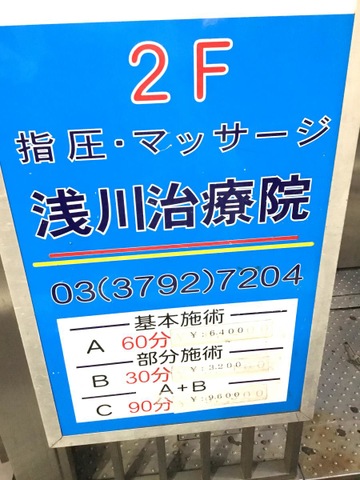 2F
指圧・マッサージ
浅川治療院
03(3792)7204
基本施術
A 60分 Y:6400
部分施術
B 30分 Y:3200
A+B
C 90分 Y:9600